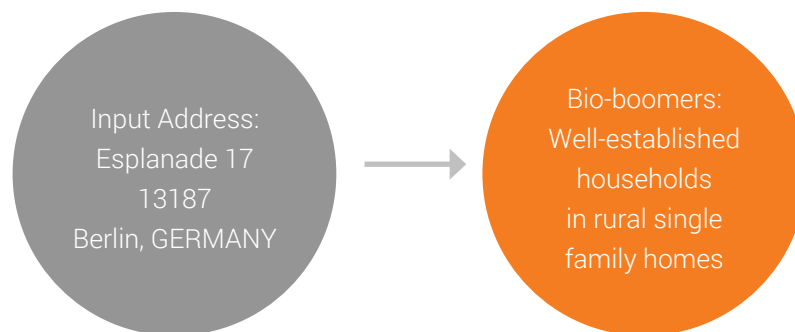 Input Address:
Esplanade 17
13187
Berlin, GERMANY
Bio-boomers:
Well-established
households
in rural single
family homes